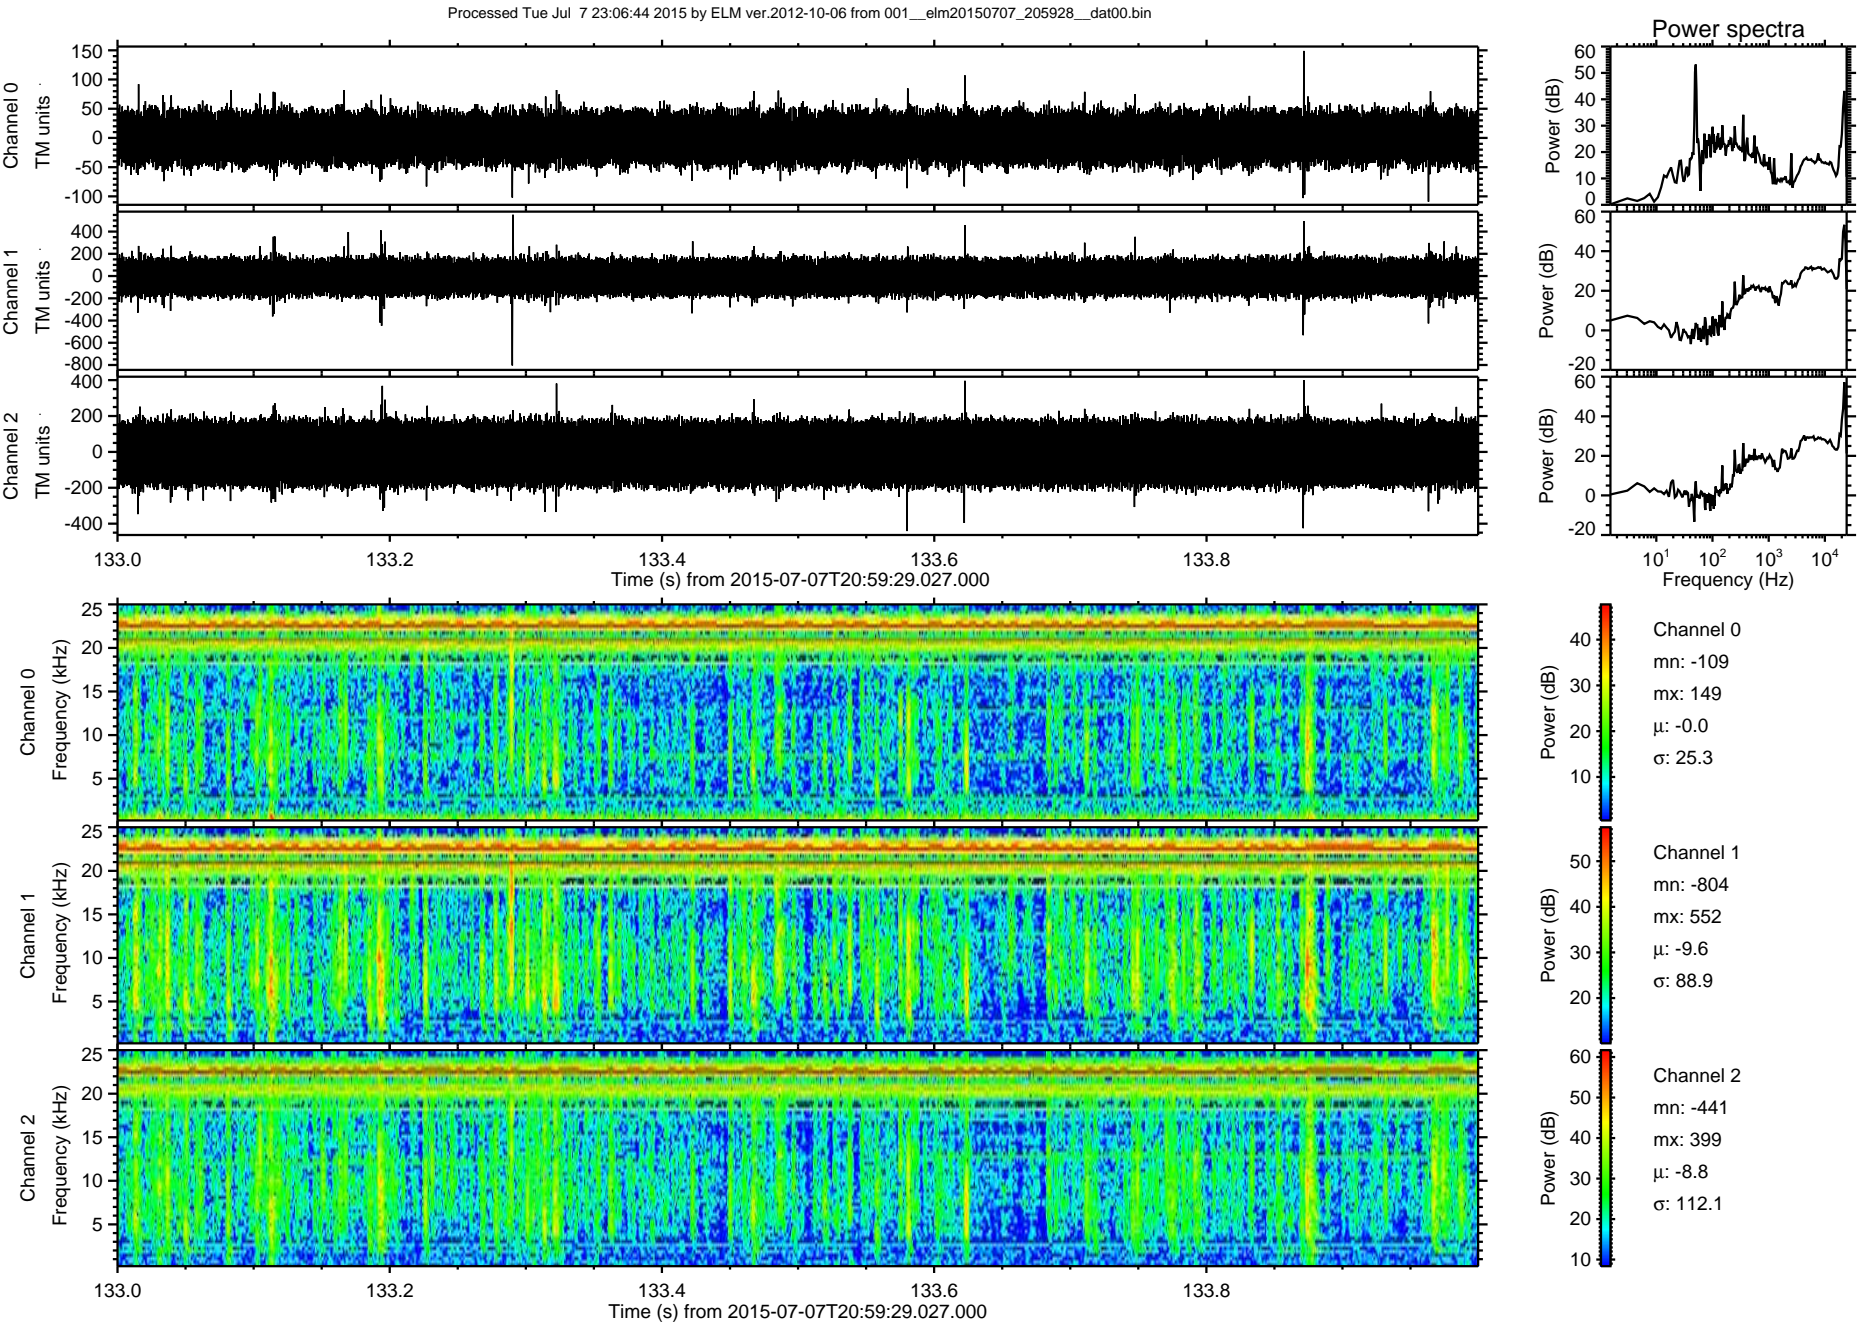 Processed Tue Jul  7 23:06:44 2015 by ELM ver.2012-10-06 from 001__elm20150707_205928__dat00.bin
Power spectra
Channel 0
TM units
150
100
50
0
-50
-100
Power (dB)
60
50
40
30
20
10
0
Channel 1
TM units
400
200
0
-200
-400
-600
-800
Power (dB)
60
40
20
0
-20
Channel 2
TM units
400
200
0
-200
-400
Power (dB)
60
40
20
0
-20
133.0 133.2 133.4 133.6 133.8
Time (s) from 2015-07-07T20:59:29.027.000
10¹ 10² 10³ 10⁴
Frequency (Hz)
Channel 0
Frequency (kHz)
25
20
15
10
5
Power (dB)
40
30
20
10
Channel 0
mn: -109
mx: 149
μ: -0.0
σ: 25.3
Channel 1
Frequency (kHz)
25
20
15
10
5
Power (dB)
50
40
30
20
Channel 1
mn: -804
mx: 552
μ: -9.6
σ: 88.9
Channel 2
Frequency (kHz)
25
20
15
10
5
Power (dB)
60
50
40
30
20
10
Channel 2
mn: -441
mx: 399
μ: -8.8
σ: 112.1
133.0 133.2 133.4 133.6 133.8
Time (s) from 2015-07-07T20:59:29.027.000